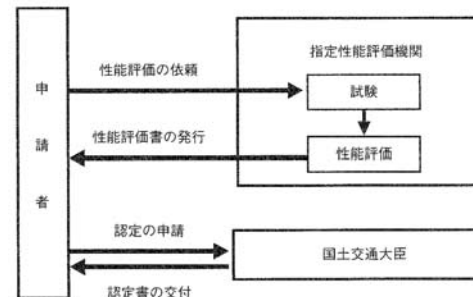 申請者
性能評価の依頼
指定性能評価機関
試験
性能評価書の発行
性能評価
認定の申請
国土交通大臣
認定書の交付